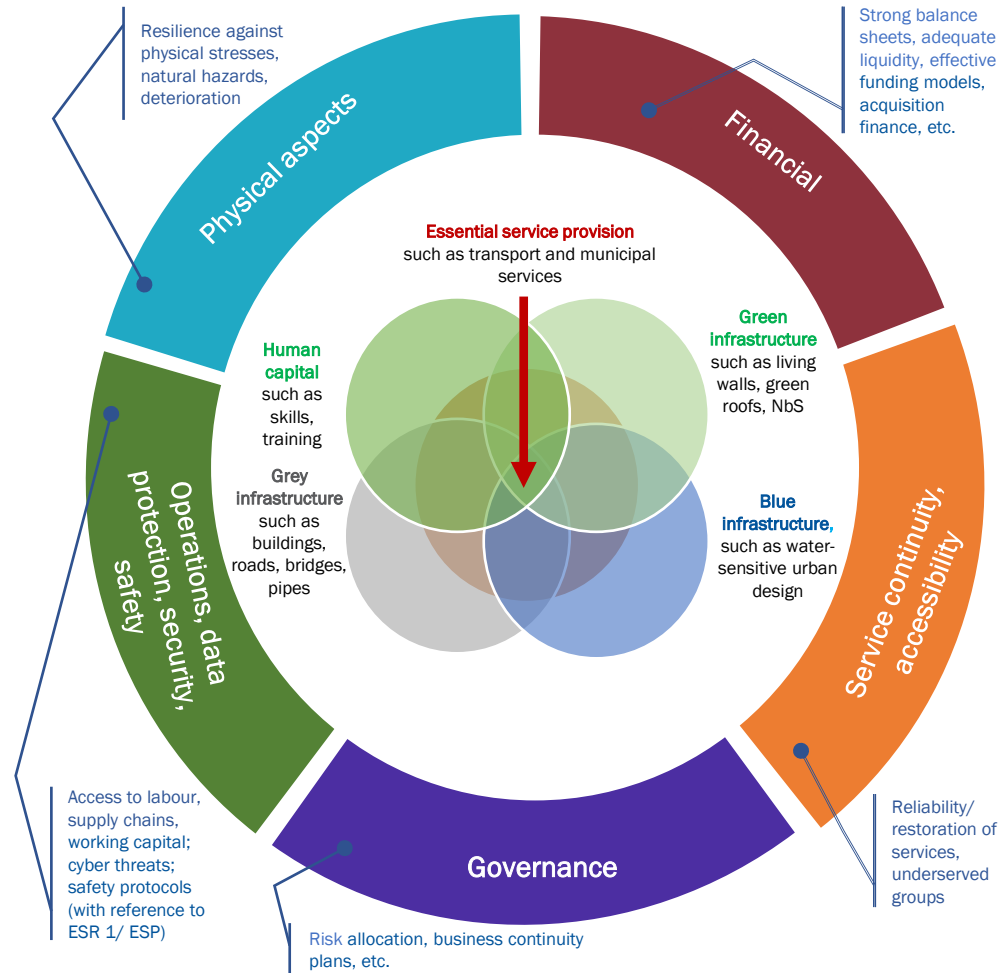 Resilience against
physical stresses,
natural hazards,
deterioration
Strong balance
sheets, adequate
liquidity, effective
funding models,
acquisition
finance, etc.
Physical aspects
Financial
Essential service provision
such as transport and municipal
services
Human
capital
such as
skills,
training
Green
infrastructure
such as living
walls, green
roofs, NbS
Grey
infrastructure
such as
buildings,
roads, bridges,
pipes
Blue
infrastructure,
such as water-
sensitive urban
design
Operations, data
protection, security,
safety
Service continuity,
accessibility
Governance
Access to labour,
supply chains,
working capital;
cyber threats;
safety protocols
(with reference to
ESR 1/ ESP)
Reliability/
restoration of
services,
underserved
groups
Risk allocation, business continuity
plans, etc.